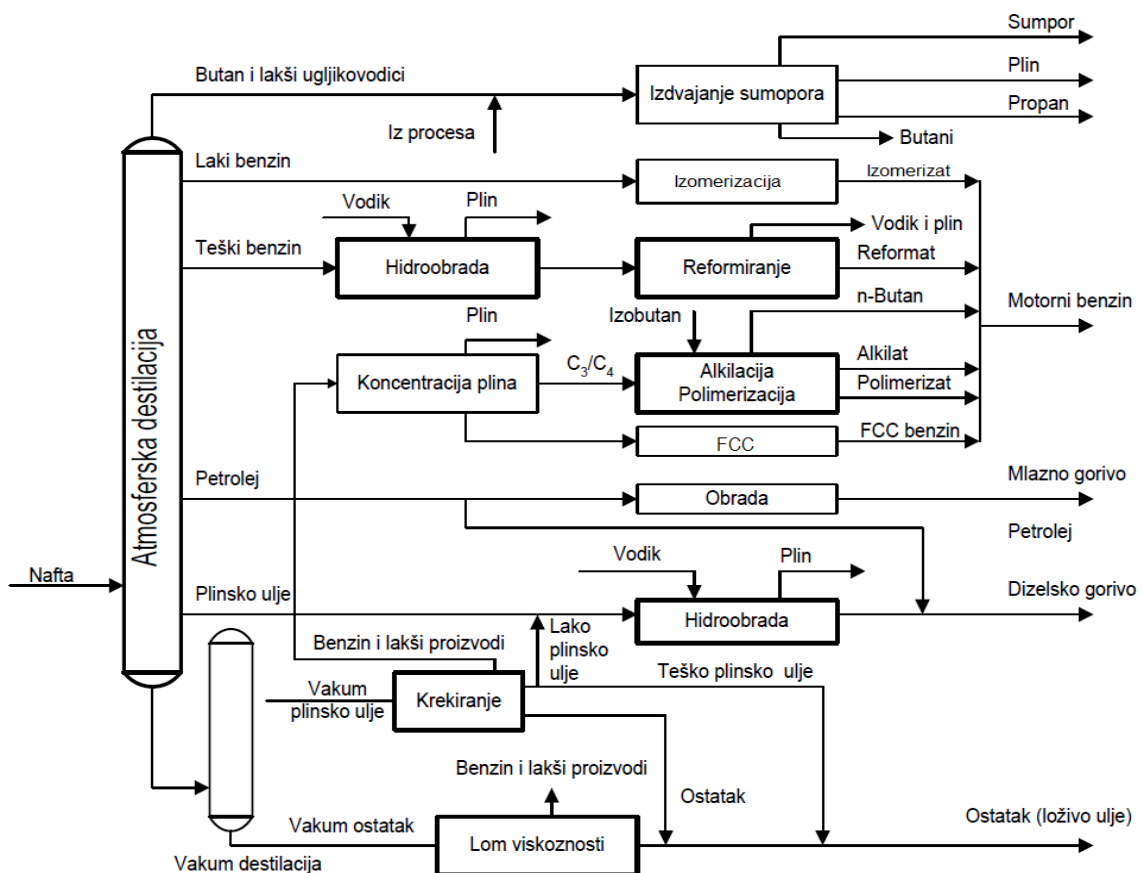 Sumpor
Butan i lakši ugljikovodici
Izdvajanje sumopora
Plin
Propan
Iz procesa
Butani
Laki benzin
Izomerizacija
Izomerizat
Vodik
Plin
Vodik i plin
Teški benzin
Hidroobrada
Reformiranje
Reformat
n-Butan
Motorni benzin
Plin
Izobutan
Atmosferska destilacija
Koncentracija plina
C₃/C₄
Alkilacija
Polimerizacija
Alkilat
Polimerizat
FCC
FCC benzin
Petrolej
Obrada
Mlazno gorivo
Petrolej
Nafta
Vodik
Plin
Plinsko ulje
Hidroobrada
Dizelsko gorivo
Benzin i lakši proizvodi
Lako
plinsko
ulje
Teško plinsko ulje
Vakum
plinsko ulje
Krekiranje
Benzin i lakši proizvodi
Ostatak
Vakum ostatak
Lom viskoznosti
Ostatak (loživo ulje)
Vakum destilacija